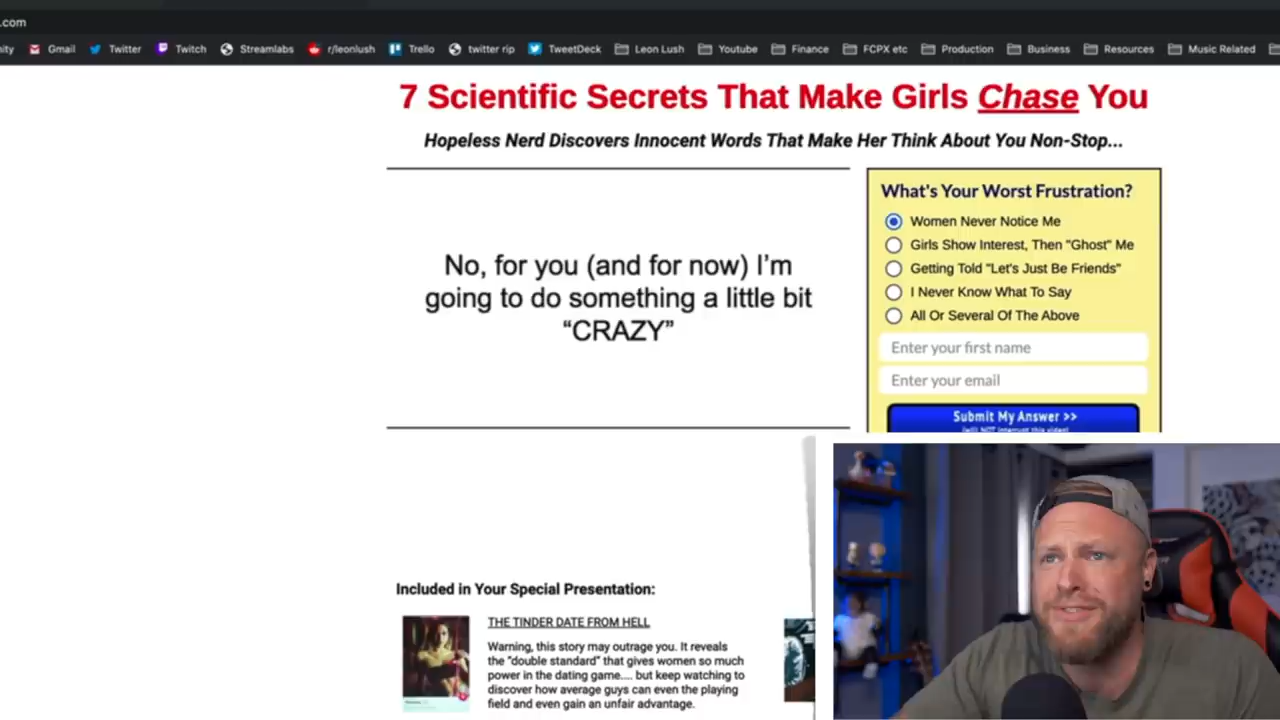 .com
Gmail
Twitter
Twitch
Streamlabs
r/leonlush
Trello
twitter rip
TweetDeck
Leon Lush
Youtube
Finance
FCPX etc
Production
Business
Resources
Music Related
7 Scientific Secrets That Make Girls Chase You
Hopeless Nerd Discovers Innocent Words That Make Her Think About You Non-Stop...
No, for you (and for now) I'm
going to do something a little bit
“CRAZY”
What's Your Worst Frustration?
Women Never Notice Me
Girls Show Interest, Then "Ghost" Me
Getting Told "Let's Just Be Friends"
I Never Know What To Say
All Or Several Of The Above
Enter your first name
Enter your email
Submit My Answer >>
(will NOT interrupt this video)
Included in Your Special Presentation:
THE TINDER DATE FROM HELL
Warning, this story may outrage you. It reveals
the "double standard" that gives women so much
power in the dating game.... but keep watching to
discover how average guys can even the playing
field and even gain an unfair advantage.